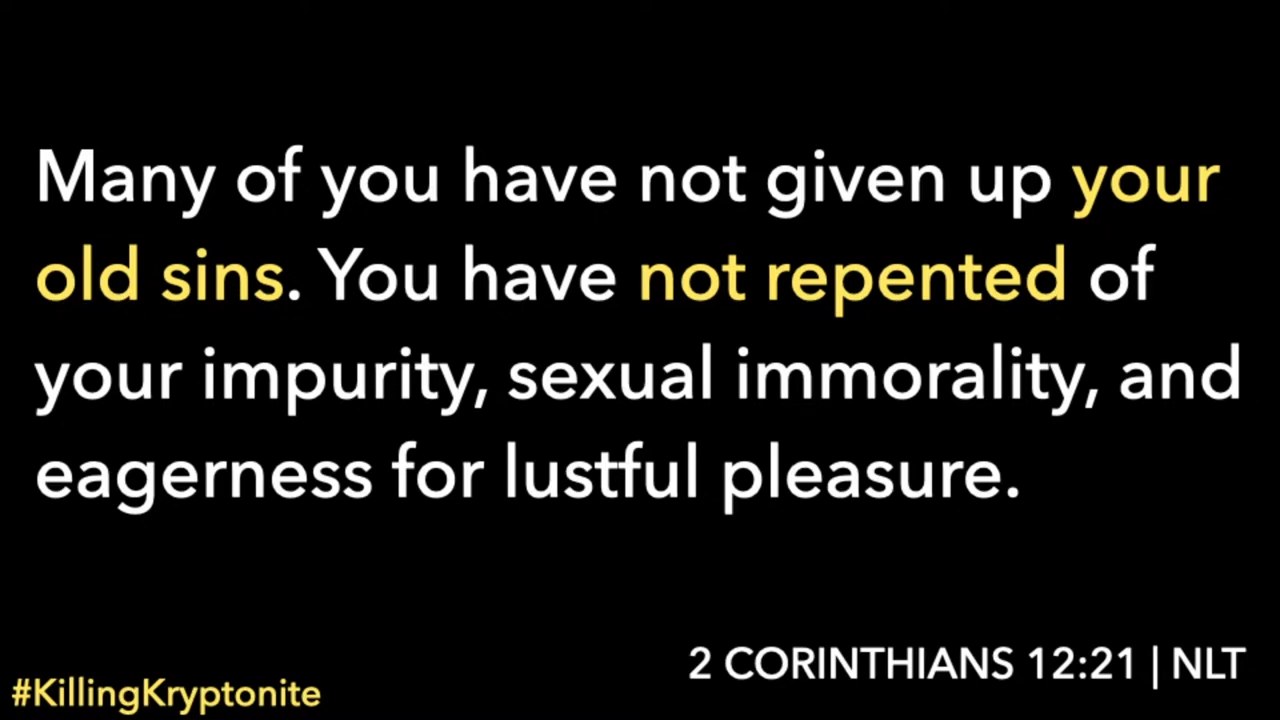 Many of you have not given up your
old sins. You have not repented of
your impurity, sexual immorality, and
eagerness for lustful pleasure.
2 CORINTHIANS 12:21 | NLT
#KillingKryptonite